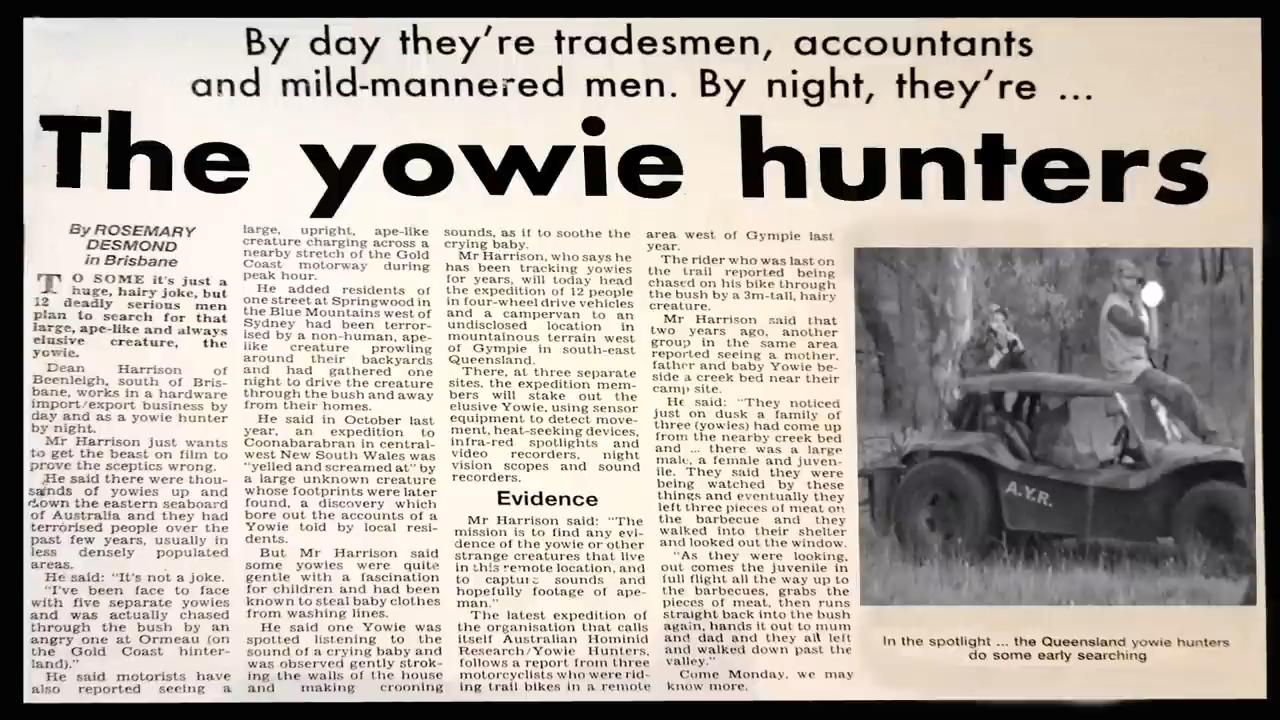 By day they're tradesmen, accountants
and mild-mannered men. By night, they're ...
The yowie hunters
By ROSEMARY
DESMOND
in Brisbane
TO SOME it's just a
huge, hairy joke, but
12 deadly serious men
plan to search for that
large, ape-like and always
elusive creature, the
yowie.
Dean Harrison of
Beenleigh, south of Bris-
bane, works in a hardware
import/export business by
day and as a yowie hunter
by night.
Mr Harrison just wants
to get the beast on film to
prove the sceptics wrong.
He said there were thou-
sands of yowies up and
down the eastern seaboard
of Australia and they had
terrorised people over the
past few years, usually in
less densely populated
areas.
He said: "It's not a joke.
"I've been face to face
with five separate yowies
and was actually chased
through the bush by an
angry one at Ormeau (on
the Gold Coast hinter-
land)."
He said motorists have
also reported seeing a
large, upright, ape-like
creature charging across a
nearby stretch of the Gold
Coast motorway during
peak hour.
He added residents of
one street at Springwood in
the Blue Mountains west of
Sydney had been terror-
ised by a non-human, ape-
like creature prowling
around their backyards
and had gathered one
night to drive the creature
through the bush and away
from their homes.
He said in October last
year, an expedition to
Coonabarabran in central-
west New South Wales was
"yelled and screamed at" by
a large unknown creature
whose footprints were later
found, a discovery which
bore out the accounts of a
Yowie told by local resi-
dents.
But Mr Harrison said
some yowies were quite
gentle with a fascination
for children and had been
known to steal baby clothes
from washing lines.
He said one Yowie was
spotted listening to the
sound of a crying baby and
was observed gently strok-
ing the walls of the house
and making crooning
sounds, as if to soothe the
crying baby.
Mr Harrison, who says he
has been tracking yowies
for years, will today head
the expedition of 12 people
in four-wheel drive vehicles
and a campervan to an
undisclosed location in
mountainous terrain west
of Gympie in south-east
Queensland.
There, at three separate
sites, the expedition mem-
bers will stake out the
elusive Yowie, using sensor
equipment to detect move-
ment, heat-seeking devices,
infra-red spotlights and
video recorders, night
vision scopes and sound
recorders.
Evidence
Mr Harrison said: "The
mission is to find any evi-
dence of the yowie or other
strange creatures that live
in this remote location, and
to capture sounds and
hopefully footage of ape-
man."
The latest expedition of
the organisation that calls
itself Australian Hominid
Research/Yowie Hunters,
follows a report from three
motorcyclists who were rid-
ing trail bikes in a remote
area west of Gympie last
year.
"The rider who was last on
the trail reported being
chased on his bike through
the bush by a 3m-tall, hairy
creature.
Mr Harrison said that
two years ago, another
group in the same area
reported seeing a mother,
father and baby Yowie be-
side a creek bed near their
camp site.
He said: "They noticed
just on dusk a family of
three (yowies) had come up
from the nearby creek bed
and ... there was a large
male, a female and juven-
ile. They said they were
being watched by these
things and eventually they
left three pieces of meat on
the barbecue and they
walked into their shelter
and looked out the window.
"As they were looking,
out comes the juvenile in
full flight all the way up to
the barbecues, grabs the
pieces of meat, then runs
straight back into the bush
again, hands it out to mum
and dad and they all left
and walked down past the
valley."
Come Monday, we may
know more.
A.Y.R.
In the spotlight ... the Queensland yowie hunters
do some early searching